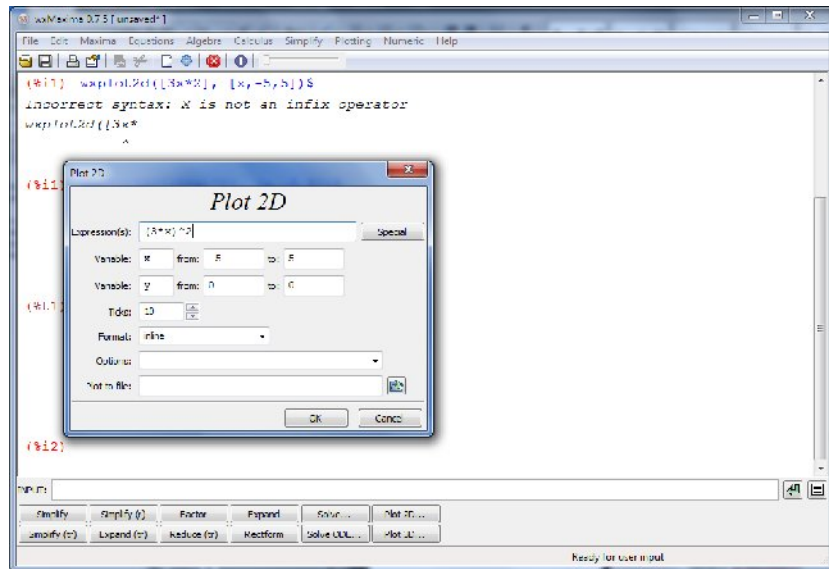 wxMaxima 0.7.5 [ unsaved* ]
File Edit Maxima Equations Algebra Calculus Simplify Plotting Numeric Help
(%i1) wxplot2d([3x*2], [x,-5,5])$
Incorrect syntax: X is not an infix operator
wxplot2d([3x*
^
(%i1)
Plot 2D
Plot 2D
Expression(s): (3*x)^2 Special
Variable: x from: -5 to: 5
Variable: y from: 0 to: 0
Ticks: 10
Format: inline
Options:
Plot to file:
OK Cancel
(%i2)
INPUT:
Simplify Simplify (r) Factor Expand Solve... Plot 2D...
Simplify (tr) Expand (tr) Reduce (tr) Rectform Solve ODE... Plot 3D...
Ready for user input